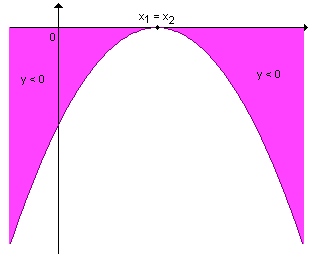 x1 = x2
0
y < 0
y < 0